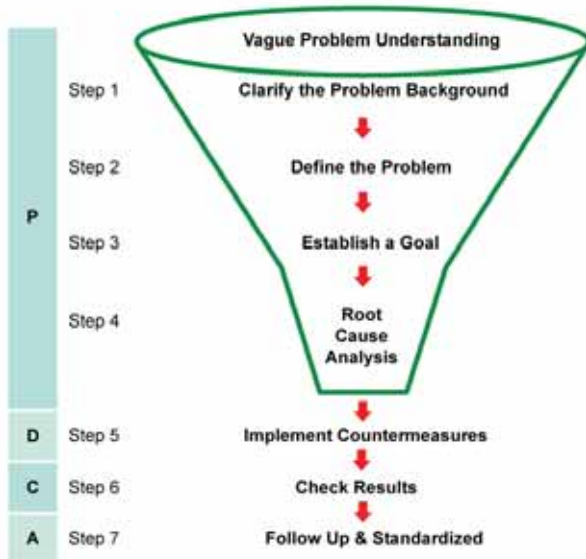 Vague Problem Understanding
Step 1 Clarify the Problem Background
Step 2 Define the Problem
P
Step 3 Establish a Goal
Step 4 Root
Cause
Analysis
D Step 5 Implement Countermeasures
C Step 6 Check Results
A Step 7 Follow Up & Standardized